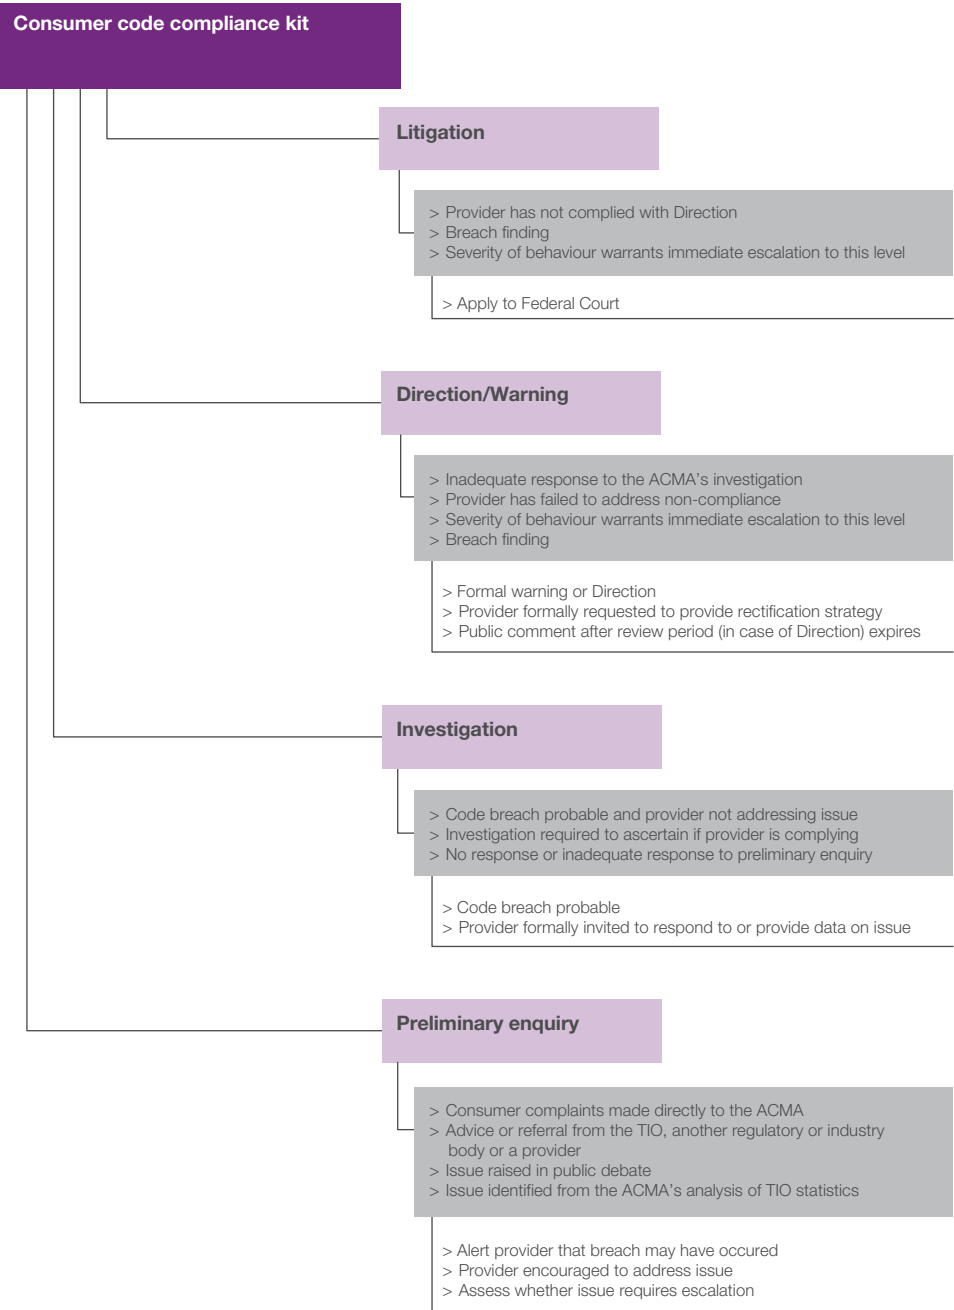 Consumer code compliance kit
Litigation
> Provider has not complied with Direction
> Breach finding
> Severity of behaviour warrants immediate escalation to this level
> Apply to Federal Court
Direction/Warning
> Inadequate response to the ACMA's investigation
> Provider has failed to address non-compliance
> Severity of behaviour warrants immediate escalation to this level
> Breach finding
> Formal warning or Direction
> Provider formally requested to provide rectification strategy
> Public comment after review period (in case of Direction) expires
Investigation
> Code breach probable and provider not addressing issue
> Investigation required to ascertain if provider is complying
> No response or inadequate response to preliminary enquiry
> Code breach probable
> Provider formally invited to respond to or provide data on issue
Preliminary enquiry
> Consumer complaints made directly to the ACMA
> Advice or referral from the TIO, another regulatory or industry
body or a provider
> Issue raised in public debate
> Issue identified from the ACMA's analysis of TIO statistics
> Alert provider that breach may have occured
> Provider encouraged to address issue
> Assess whether issue requires escalation